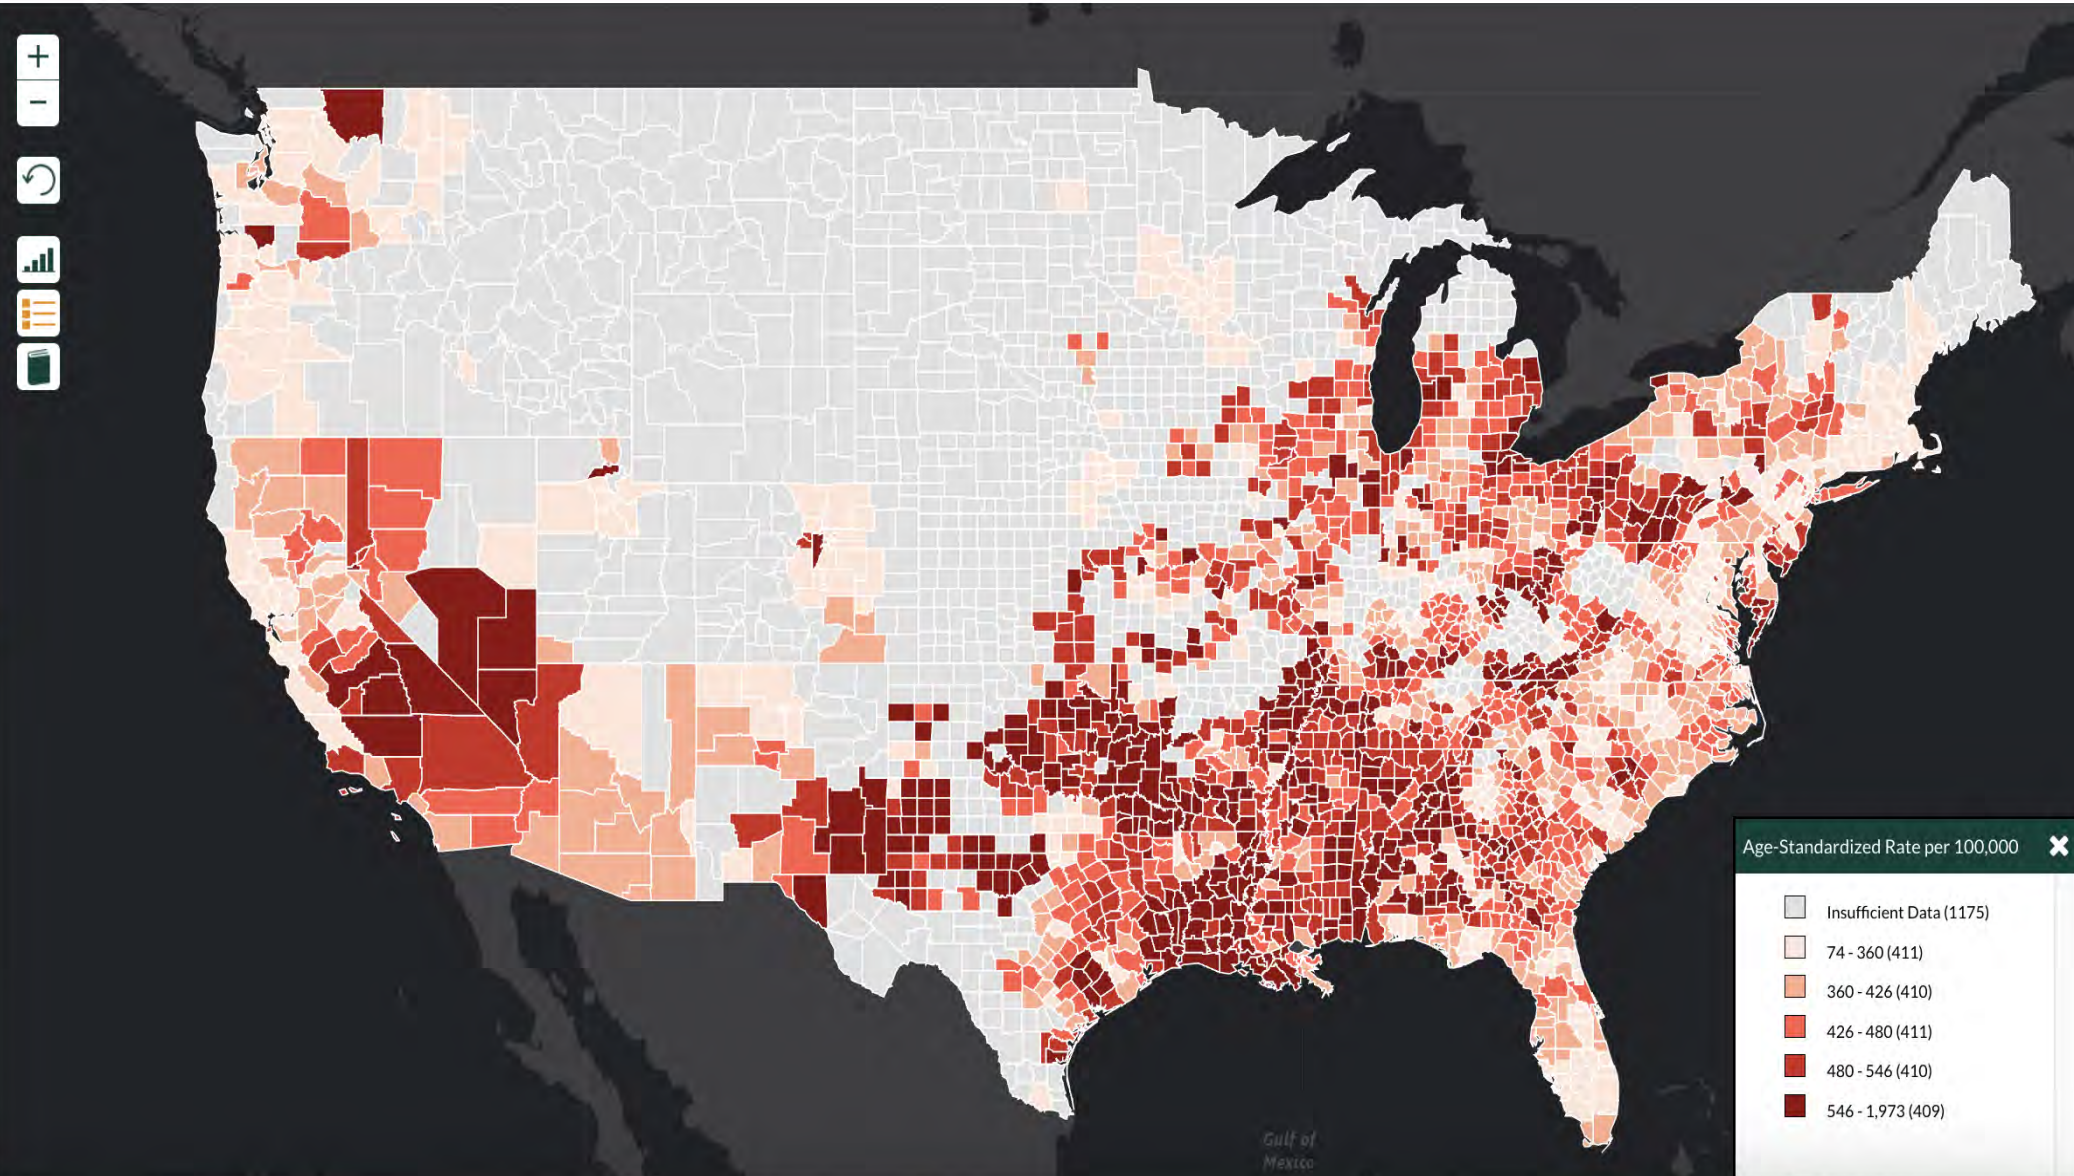 +
−
Age-Standardized Rate per 100,000
Insufficient Data (1175)
74 - 360 (411)
360 - 426 (410)
426 - 480 (411)
480 - 546 (410)
546 - 1,973 (409)
Gulf of
Mexico